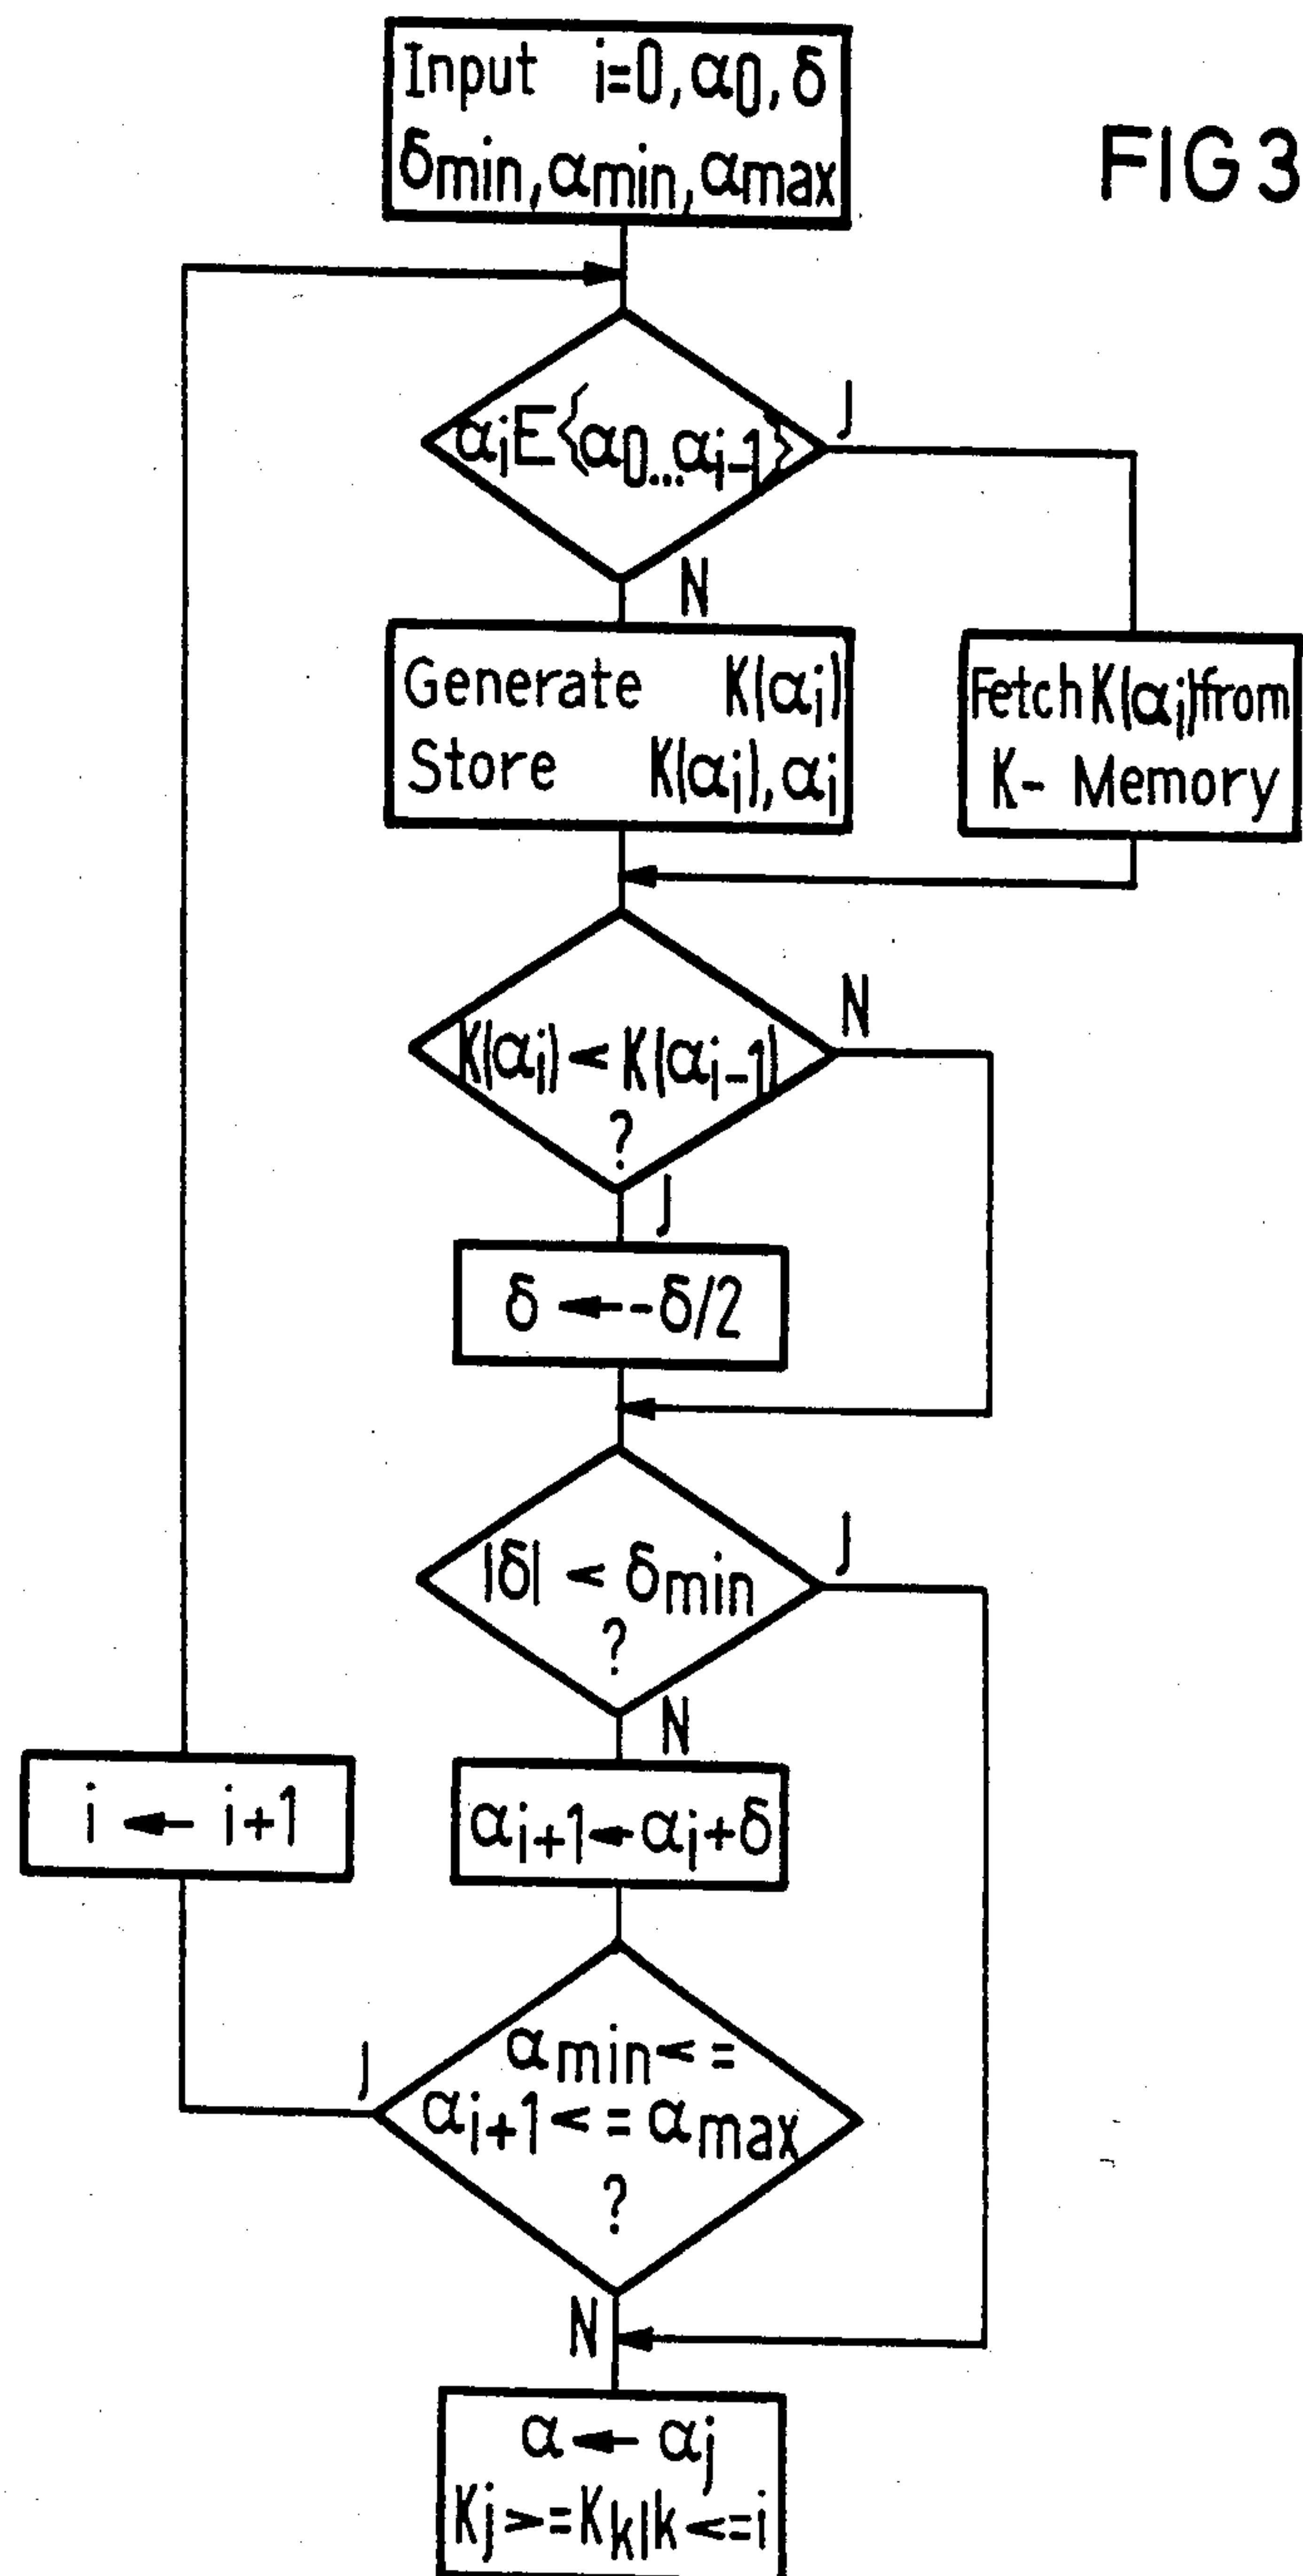 Input i=0, α0, δ
δmin, αmin, αmax
FIG 3
αiE{α0...αi-1}
J
N
Generate K(αi)
Store K(αi), αi
Fetch K(αi) from
K- Memory
K(αi) < K(αi-1)
?
N
J
δ ← -δ/2
|δ| < δmin
?
J
N
i ← i+1
αi+1 ← αi+δ
αmin < =
αi+1 < = αmax
?
J
N
α ← αj
Kj >=Kk|k <=i